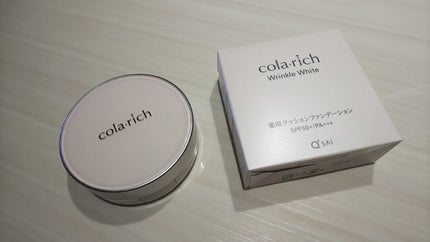 cola·rich
cola·rich
Wrinkle White
薬用クッションファンデーション
SPF50+/PA+++
Q'SAI